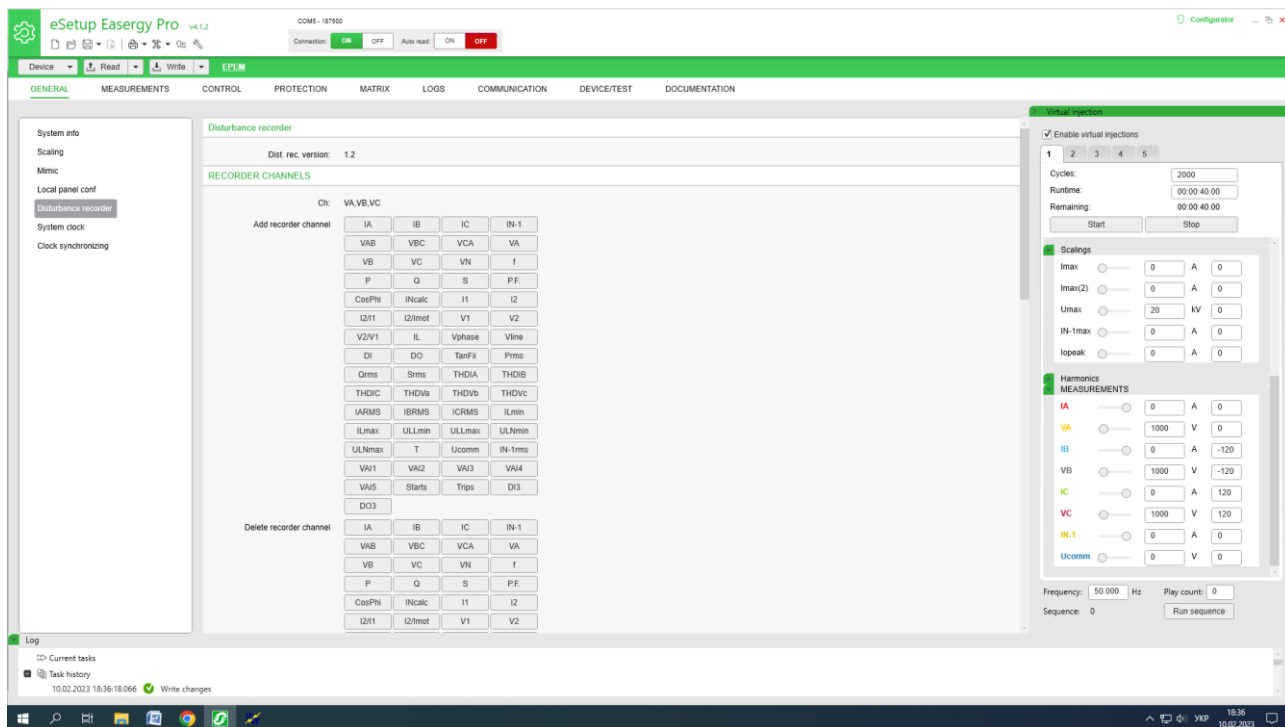 eSetup Easergy Pro v4.1.2
COM5 - 187500
Configurator
Connection: ON OFF Auto read: ON OFF
Device Read Write EPEM
GENERAL MEASUREMENTS CONTROL PROTECTION MATRIX LOGS COMMUNICATION DEVICE/TEST DOCUMENTATION
System info
Scaling
Mimic
Local panel conf
Disturbance recorder
System clock
Clock synchronizing
Disturbance recorder
Dist. rec. version: 1.2
RECORDER CHANNELS
Ch: VA,VB,VC
Add recorder channel IA IB IC IN-1
VAB VBC VCA VA
VB VC VN f
P Q S P.F.
CosPhi INcalc I1 I2
I2/I1 I2/Imot V1 V2
V2/V1 IL Vphase Vline
DI DO TanFii Prms
Qrms Srms THDIA THDIB
THDIC THDVa THDVb THDVc
IARMS IBRMS ICRMS ILmin
ILmax ULLmin ULLmax ULNmin
ULNmax T Ucomm IN-1rms
VAI1 VAI2 VAI3 VAI4
VAI5 Starts Trips DI3
DO3
Delete recorder channel IA IB IC IN-1
VAB VBC VCA VA
VB VC VN f
P Q S P.F.
CosPhi INcalc I1 I2
I2/I1 I2/Imot V1 V2
Virtual injection
Enable virtual injections
1 2 3 4 5
Cycles: 2000
Runtime: 00:00:40.00
Remaining: 00:00:40.00
Start Stop
Scalings
Imax 0 A 0
Imax(2) 0 A 0
Umax 20 kV 0
IN-1max 0 A 0
Iopeak 0 A 0
Harmonics
MEASUREMENTS
IA 0 A 0
VA 1000 V 0
IB 0 A -120
VB 1000 V -120
IC 0 A 120
VC 1000 V 120
IN-1 0 A 0
Ucomm 0 V 0
Frequency: 50.000 Hz Play count: 0
Sequence: 0 Run sequence
Log
Current tasks
Task history
10.02.2023 18:36:18.066 Write changes
УКР 18:36
10.02.2023